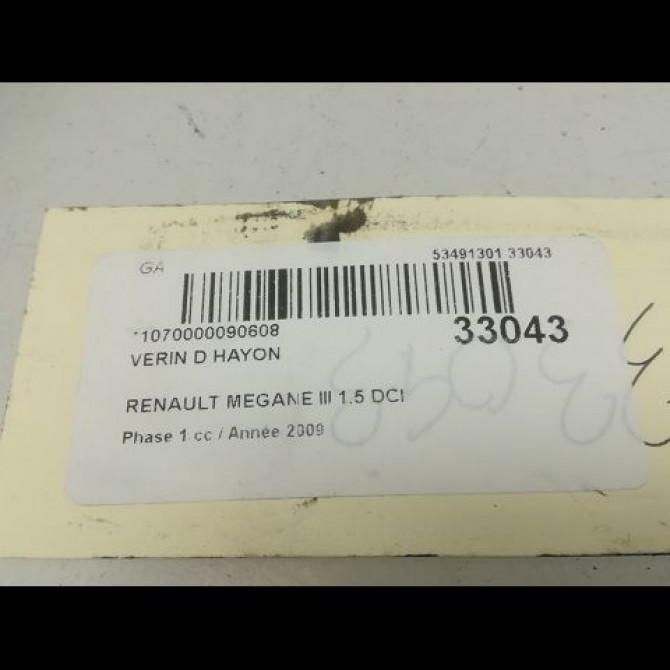 GA
53491301 33043
*1070000090608
33043
VERIN D HAYON
RENAULT MEGANE III 1.5 DCI
Phase 1 cc / Année 2009